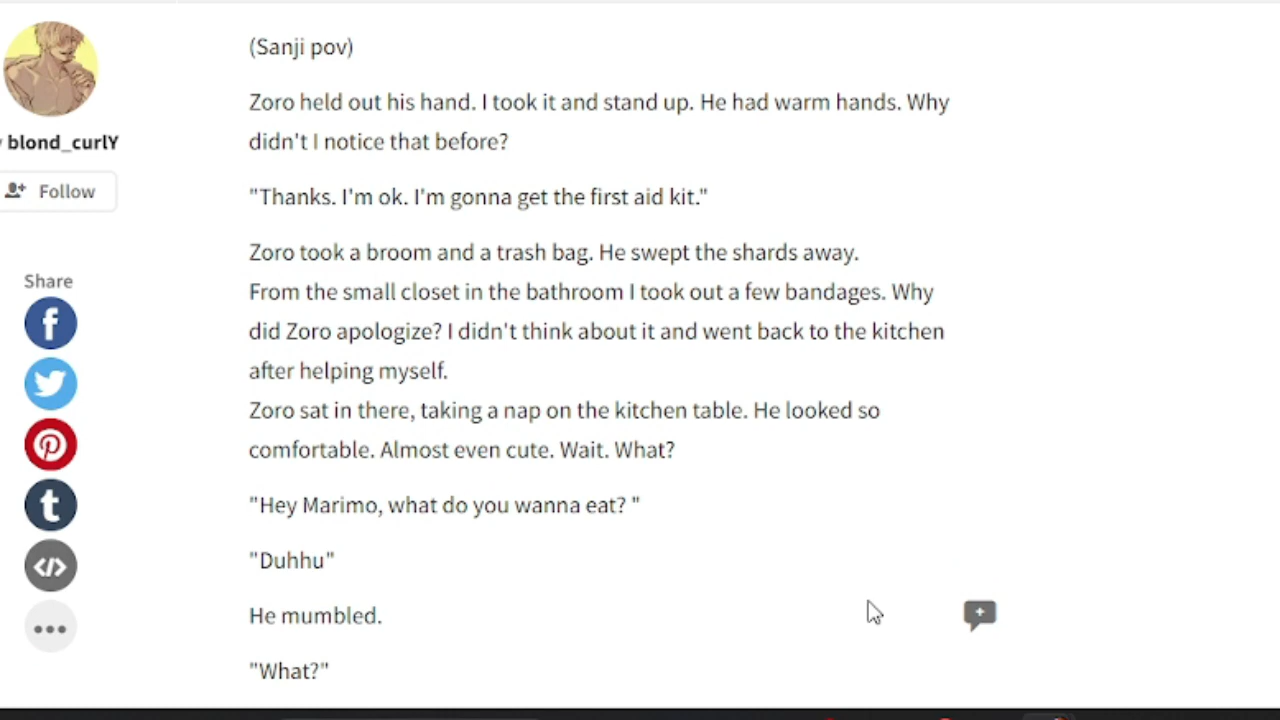 (Sanji pov)
Zoro held out his hand. I took it and stand up. He had warm hands. Why
didn't I notice that before?
blond_curlY
Follow
"Thanks. I'm ok. I'm gonna get the first aid kit."
Zoro took a broom and a trash bag. He swept the shards away.
From the small closet in the bathroom I took out a few bandages. Why
did Zoro apologize? I didn't think about it and went back to the kitchen
after helping myself.
Zoro sat in there, taking a nap on the kitchen table. He looked so
comfortable. Almost even cute. Wait. What?
"Hey Marimo, what do you wanna eat? "
"Duhhu"
He mumbled.
"What?"
Share